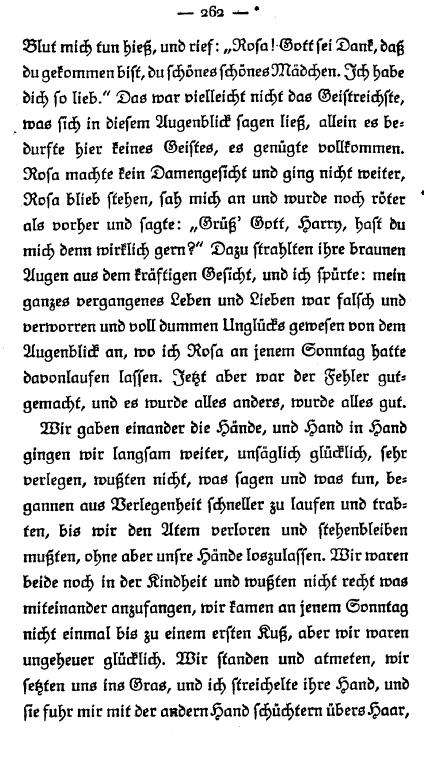 — 262 —
Blut mich tun hieß, und rief: „Rosa! Gott sei Dank, daß
du gekommen bist, du schönes schönes Mädchen. Ich habe
dich so lieb.“ Das war vielleicht nicht das Geistreichste,
was sich in diesem Augenblick sagen ließ, allein es be-
durfte hier keines Geistes, es genügte vollkommen.
Rosa machte kein Damengesicht und ging nicht weiter,
Rosa blieb stehen, sah mich an und wurde noch röter
als vorher und sagte: „Grüß’ Gott, Harry, hast du
mich denn wirklich gern?“ Dazu strahlten ihre braunen
Augen aus dem kräftigen Gesicht, und ich spürte: mein
ganzes vergangenes Leben und Lieben war falsch und
verworren und voll dummen Unglücks gewesen von dem
Augenblick an, wo ich Rosa an jenem Sonntag hatte
davonlaufen lassen. Jetzt aber war der Fehler gut-
gemacht, und es wurde alles anders, wurde alles gut.
Wir gaben einander die Hände, und Hand in Hand
gingen wir langsam weiter, unsäglich glücklich, sehr
verlegen, wußten nicht, was sagen und was tun, be-
gannen aus Verlegenheit schneller zu laufen und trab-
ten, bis wir den Atem verloren und stehenbleiben
mußten, ohne aber unsre Hände loszulassen. Wir waren
beide noch in der Kindheit und wußten nicht recht was
miteinander anzufangen, wir kamen an jenem Sonntag
nicht einmal bis zu einem ersten Kuß, aber wir waren
ungeheuer glücklich. Wir standen und atmeten, wir
setzten uns ins Gras, und ich streichelte ihre Hand, und
sie fuhr mir mit der andern Hand schüchtern übers Haar,